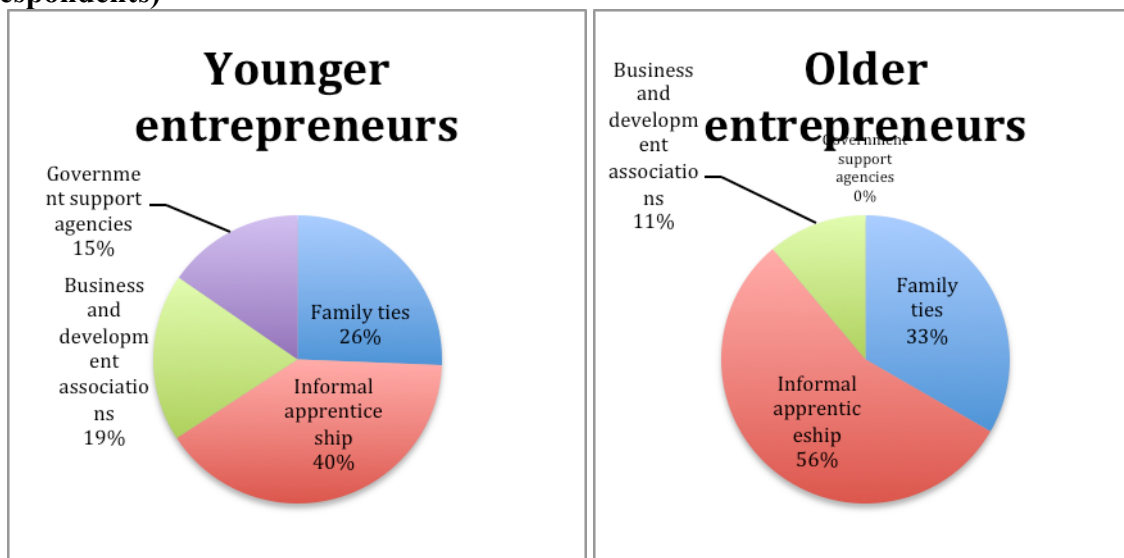 espondents)
Younger
entrepreneurs
Governme
nt support
agencies
15%
Business
and
developm
ent
associatio
ns
19%
Family ties
26%
Informal
apprentice
ship
40%
Older
entrepreneurs
Business
and
developm
ent
associatio
ns
11%
Government
support
agencies
0%
Family
ties
33%
Informal
apprentic
eship
56%